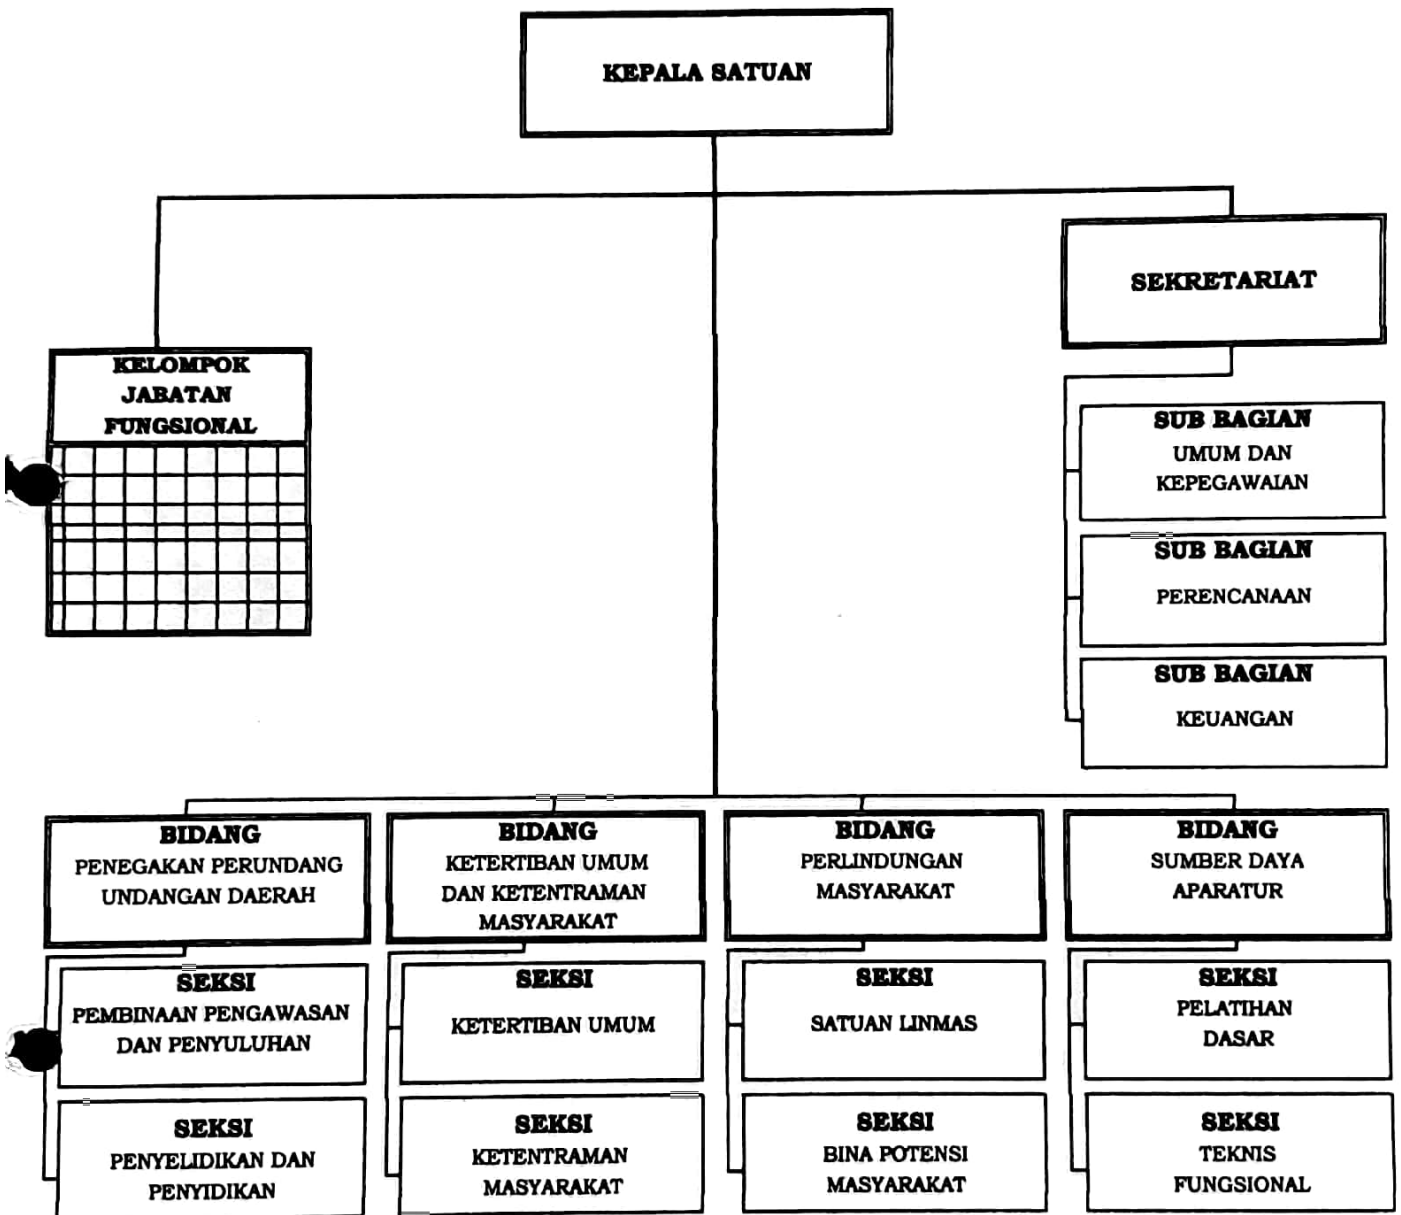 KEPALA SATUAN
SEKRETARIAT
KELOMPOK
JABATAN
FUNGSIONAL
SUB BAGIAN
UMUM DAN
KEPEGAWAIAN
SUB BAGIAN
PERENCANAAN
SUB BAGIAN
KEUANGAN
BIDANG
PENEGAKAN PERUNDANG
UNDANGAN DAERAH
BIDANG
KETERTIBAN UMUM
DAN KETENTRAMAN
MASYARAKAT
BIDANG
PERLINDUNGAN
MASYARAKAT
BIDANG
SUMBER DAYA
APARATUR
SEKSI
PEMBINAAN PENGAWASAN
DAN PENYULUHAN
SEKSI
KETERTIBAN UMUM
SEKSI
SATUAN LINMAS
SEKSI
PELATIHAN
DASAR
SEKSI
PENYELIDIKAN DAN
PENYIDIKAN
SEKSI
KETENTRAMAN
MASYARAKAT
SEKSI
BINA POTENSI
MASYARAKAT
SEKSI
TEKNIS
FUNGSIONAL